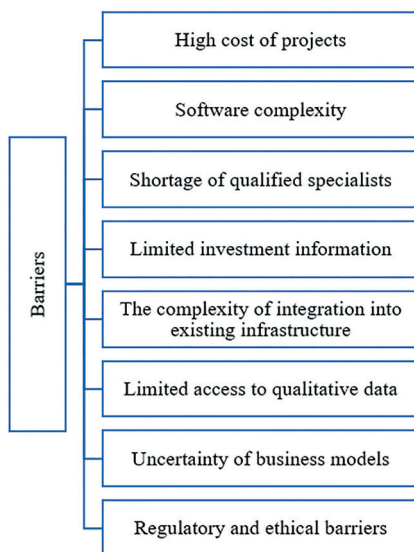 Barriers
High cost of projects
Software complexity
Shortage of qualified specialists
Limited investment information
The complexity of integration into
existing infrastructure
Limited access to qualitative data
Uncertainty of business models
Regulatory and ethical barriers